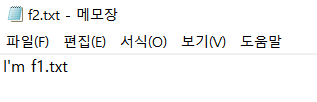 f2.txt - 메모장
파일(F) 편집(E) 서식(O) 보기(V) 도움말
I'm f1.txt